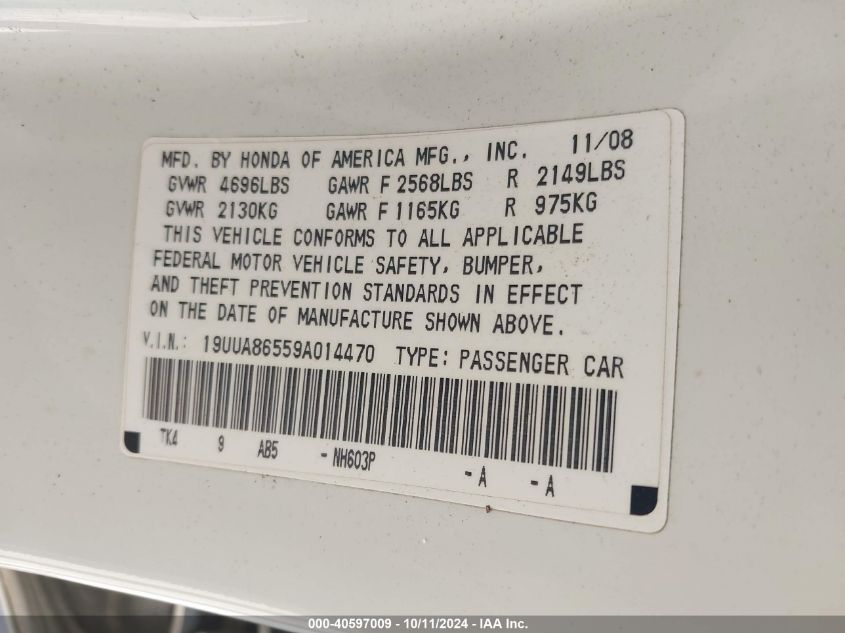 MFD. BY HONDA OF AMERICA MFG., INC. 11/08
GVWR 4696LBS GAWR F 2568LBS R 2149LBS
GVWR 2130KG GAWR F 1165KG R 975KG
THIS VEHICLE CONFORMS TO ALL APPLICABLE
FEDERAL MOTOR VEHICLE SAFETY, BUMPER,
AND THEFT PREVENTION STANDARDS IN EFFECT
ON THE DATE OF MANUFACTURE SHOWN ABOVE.
V.I.N.: 19UUA86559A014470 TYPE: PASSENGER CAR
TK4 9 AB5 -NH603P -A -A
000-40597009 - 10/11/2024 - IAA Inc.